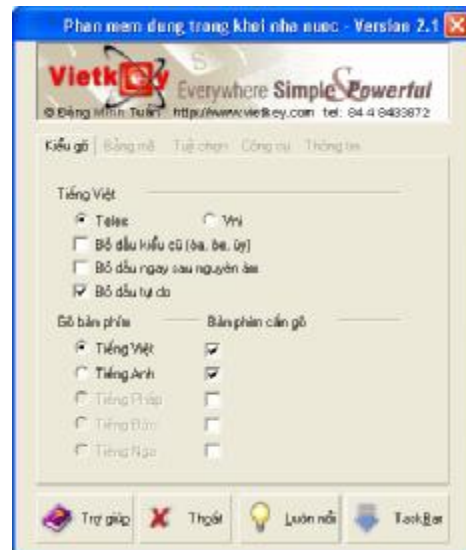 Phan mem dung trang khoi nha nuoc - Version 2.1
Vietkey Everywhere Simple & Powerful
© Đặng Minh Tuấn http://www.vietkey.com tel: 84 4 8433872
Kiểu gõ Bảng mã Tuỳ chọn Công cụ Thông tin
Tiếng Việt
Telex Vni
Bỏ dấu kiểu cũ (òa, òe, ủy)
Bỏ dấu ngay sau nguyên âm
Bỏ dấu tự do
Gõ bàn phím Bàn phím cần gõ
Tiếng Việt
Tiếng Anh
Tiếng Pháp
Tiếng Đức
Tiếng Nga
Trợ giúp Thoát Luôn nổi TaskBar